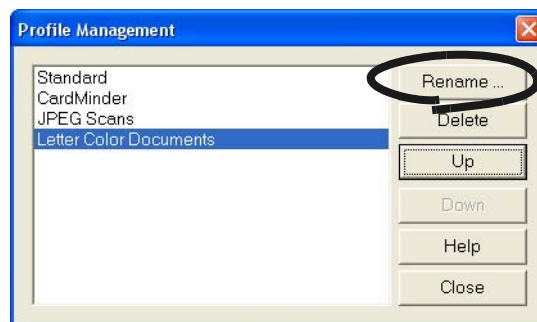 Profile Management
Standard
CardMinder
JPEG Scans
Letter Color Documents
Rename ...
Delete
Up
Down
Help
Close